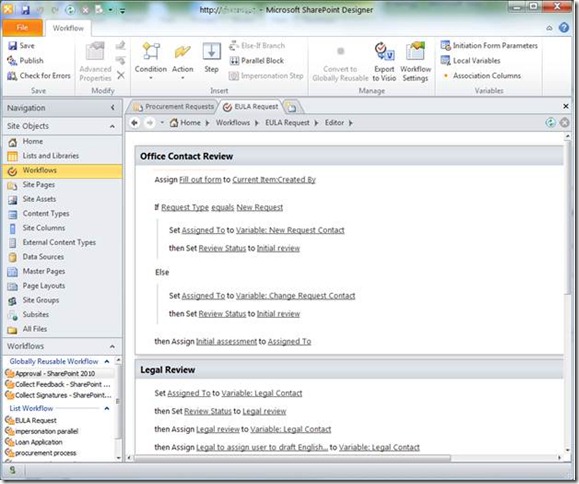 http:// - Microsoft SharePoint Designer
File Workflow
Save
Publish
Check for Errors
Save
Advanced Properties
Modify
Condition
Action
Step
Else-If Branch
Parallel Block
Impersonation Step
Insert
Convert to Globally Reusable
Export to Visio
Workflow Settings
Manage
Initiation Form Parameters
Local Variables
Association Columns
Variables
Navigation
Site Objects
Home
Lists and Libraries
Workflows
Site Pages
Site Assets
Content Types
Site Columns
External Content Types
Data Sources
Master Pages
Page Layouts
Site Groups
Subsites
All Files
Workflows
Globally Reusable Workflow
Approval - SharePoint 2010
Collect Feedback - SharePoint ...
Collect Signatures - SharePoint...
List Workflow
EULA Request
impersonation parallel
Loan Application
procurement process
Procurement Requests EULA Request
Home Workflows EULA Request Editor
Office Contact Review
Assign Fill out form to Current Item:Created By
If Request Type equals New Request
Set Assigned To to Variable: New Request Contact
then Set Review Status to Initial review
Else
Set Assigned To to Variable: Change Request Contact
then Set Review Status to Initial review
then Assign Initial assessment to Assigned To
Legal Review
Set Assigned To to Variable: Legal Contact
then Set Review Status to Legal review
then Assign Legal review to Variable: Legal Contact
then Assign Legal to assign user to draft English... to Variable: Legal Contact